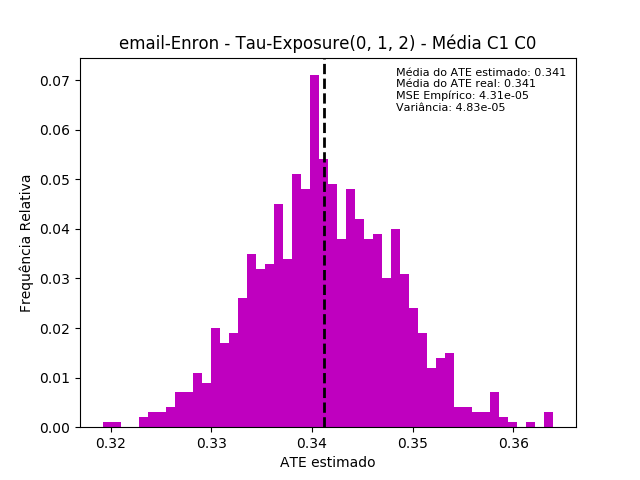 email-Enron - Tau-Exposure(0, 1, 2) - Média C1 C0
Média do ATE estimado: 0.341
Média do ATE real: 0.341
MSE Empírico: 4.31e-05
Variância: 4.83e-05
Frequência Relativa
0.07
0.06
0.05
0.04
0.03
0.02
0.01
0.00
0.32 0.33 0.34 0.35 0.36
ATE estimado